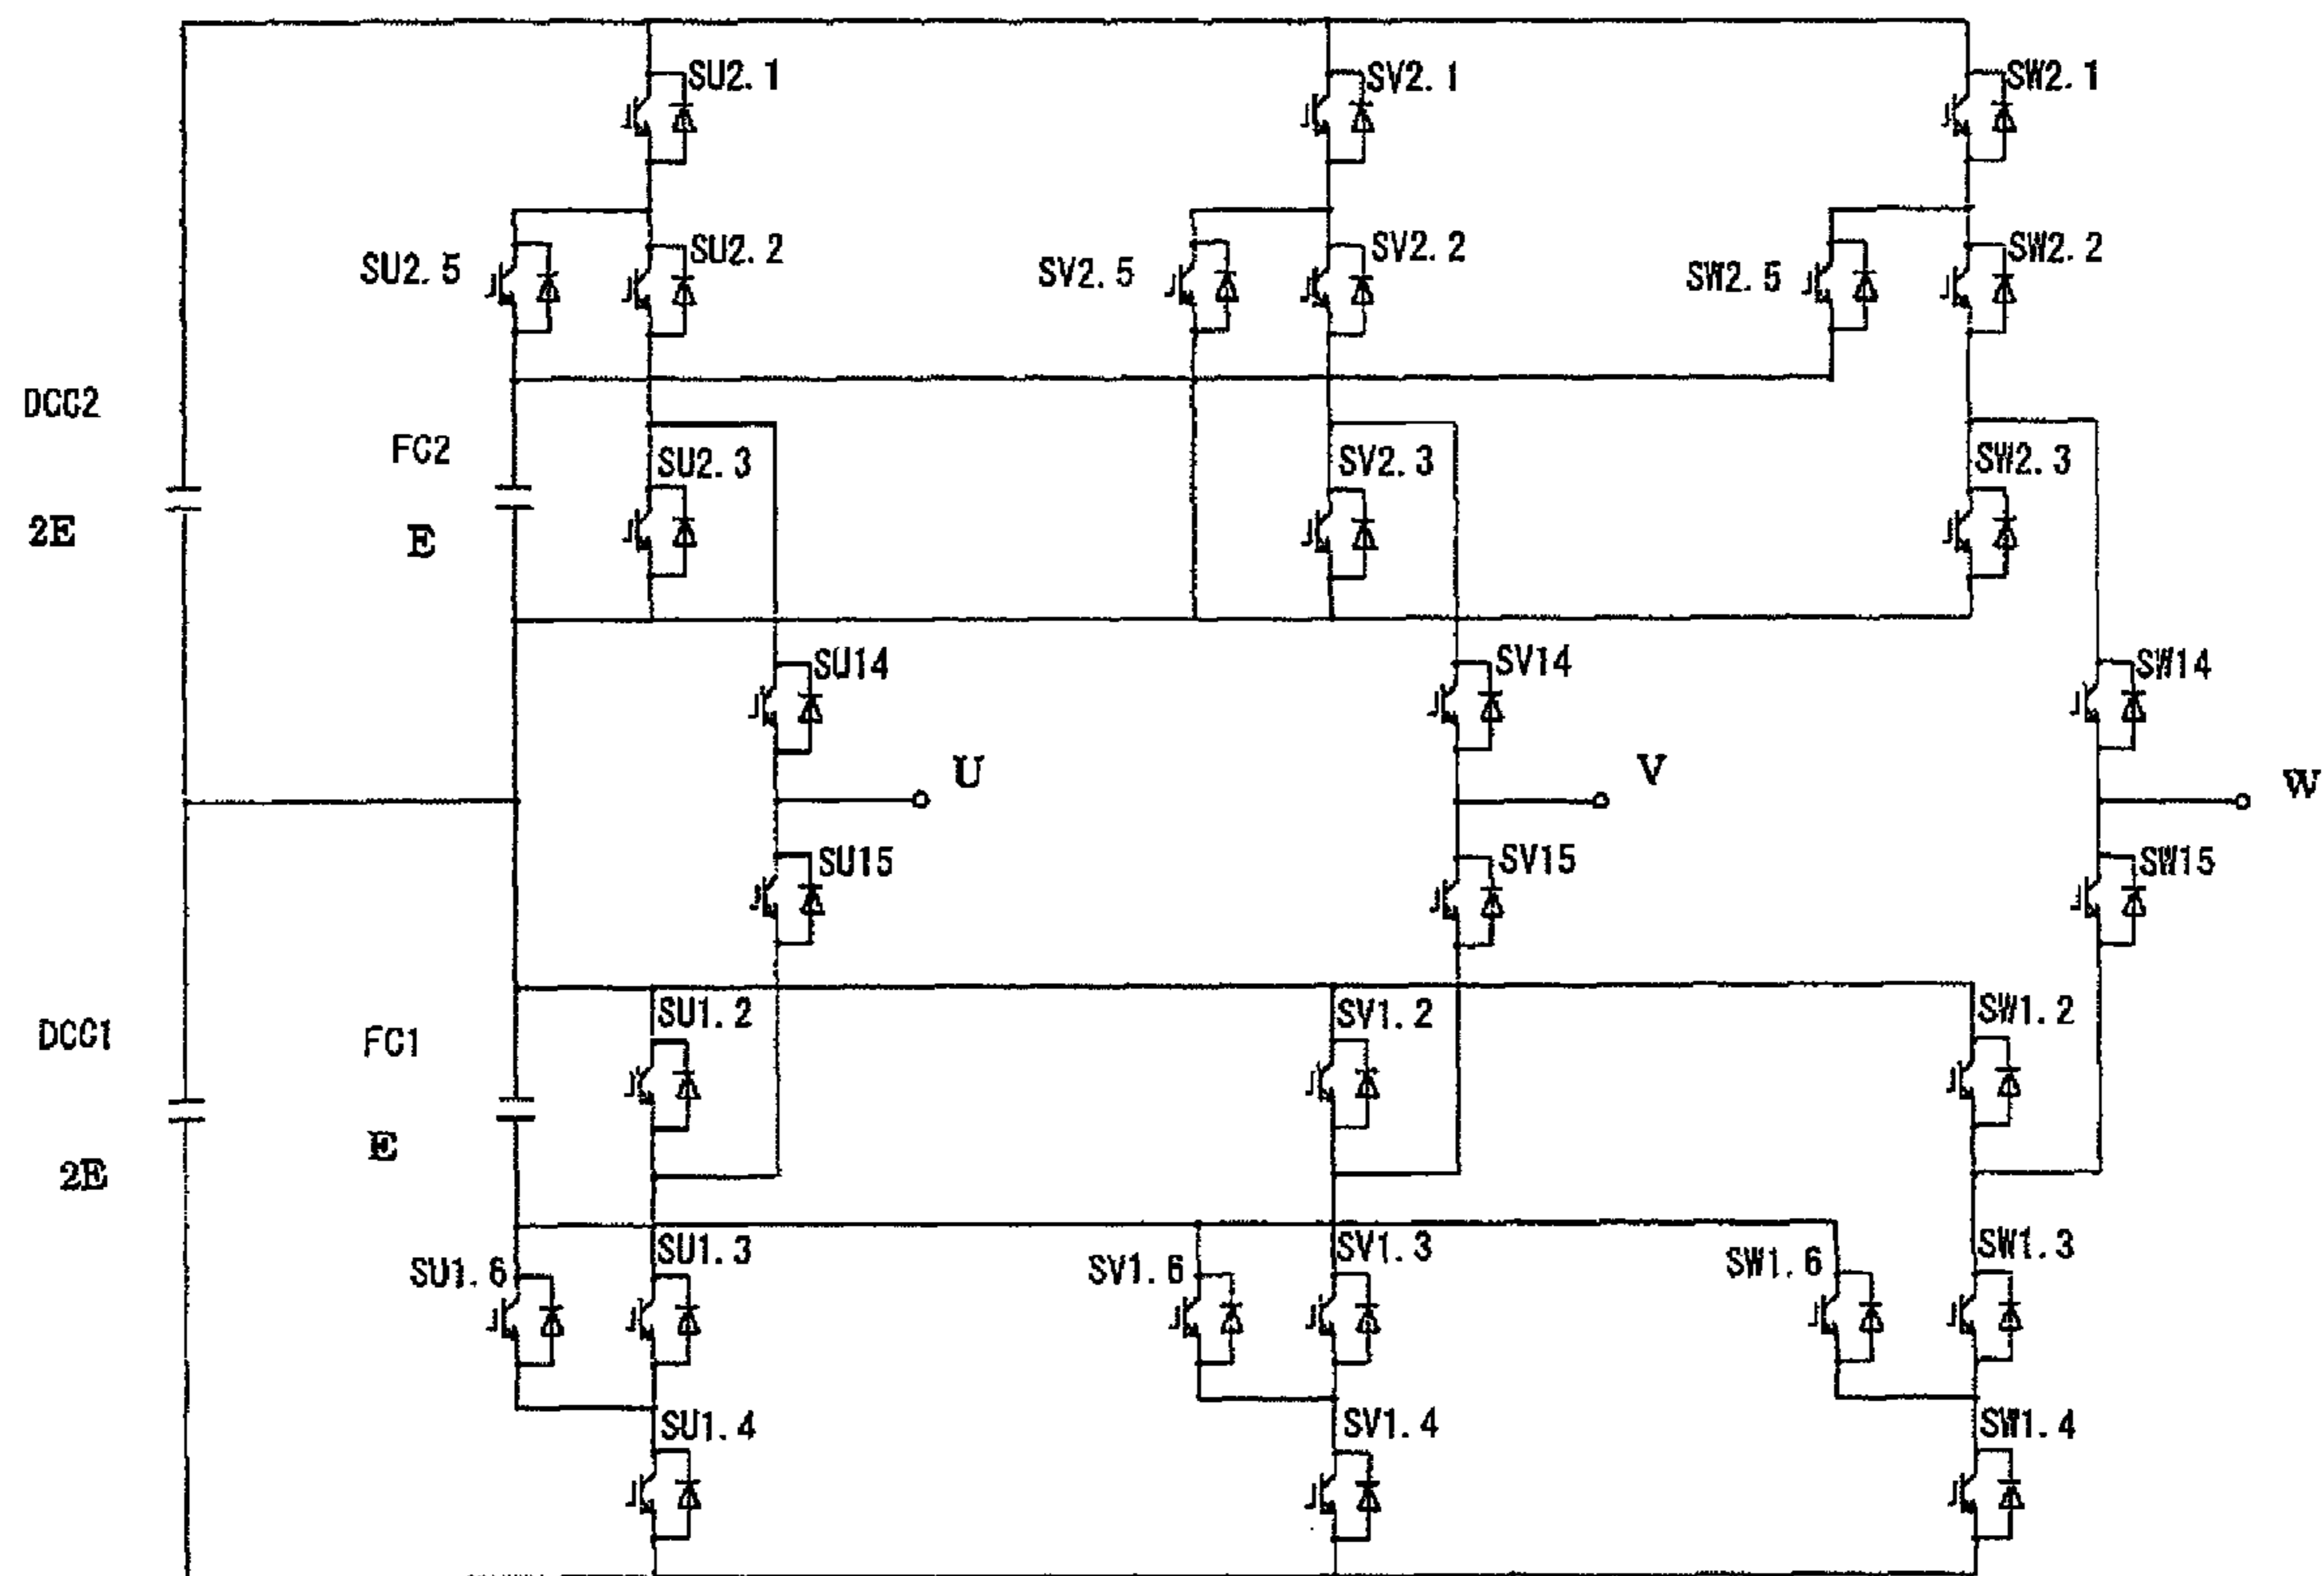 SU2.1
SV2.1
SW2.1
SU2.5
SU2.2
SV2.5
SV2.2
SW2.5
SW2.2
DCC2
2E
FC2
E
SU2.3
SV2.3
SW2.3
SU14
SV14
SW14
U
V
W
SU15
SV15
SW15
DCC1
2E
FC1
E
SU1.2
SV1.2
SW1.2
SU1.6
SU1.3
SV1.6
SV1.3
SW1.6
SW1.3
SU1.4
SV1.4
SW1.4